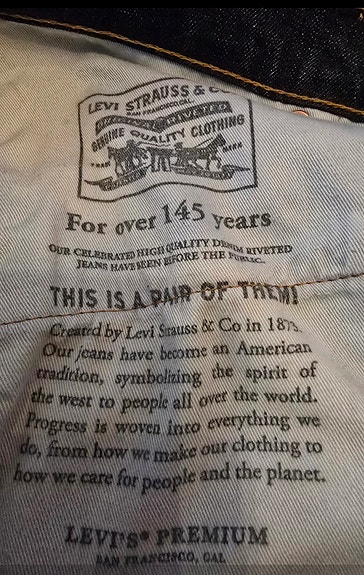 LEVI STRAUSS & CO
SAN FRANCISCO, CAL.
GENUINE QUALITY CLOTHING
TRADE MARK
For over 145 years
OUR CELEBRATED HIGH QUALITY DENIM RIVETED
JEANS HAVE BEEN BEFORE THE PUBLIC.
THIS IS A PAIR OF THEM!
Created by Levi Strauss & Co in 1873.
Our jeans have become an American
tradition, symbolizing the spirit of
the west to people all over the world.
Progress is woven into everything we
do, from how we make our clothing to
how we care for people and the planet.
LEVI'S® PREMIUM
SAN FRANCISCO, CAL